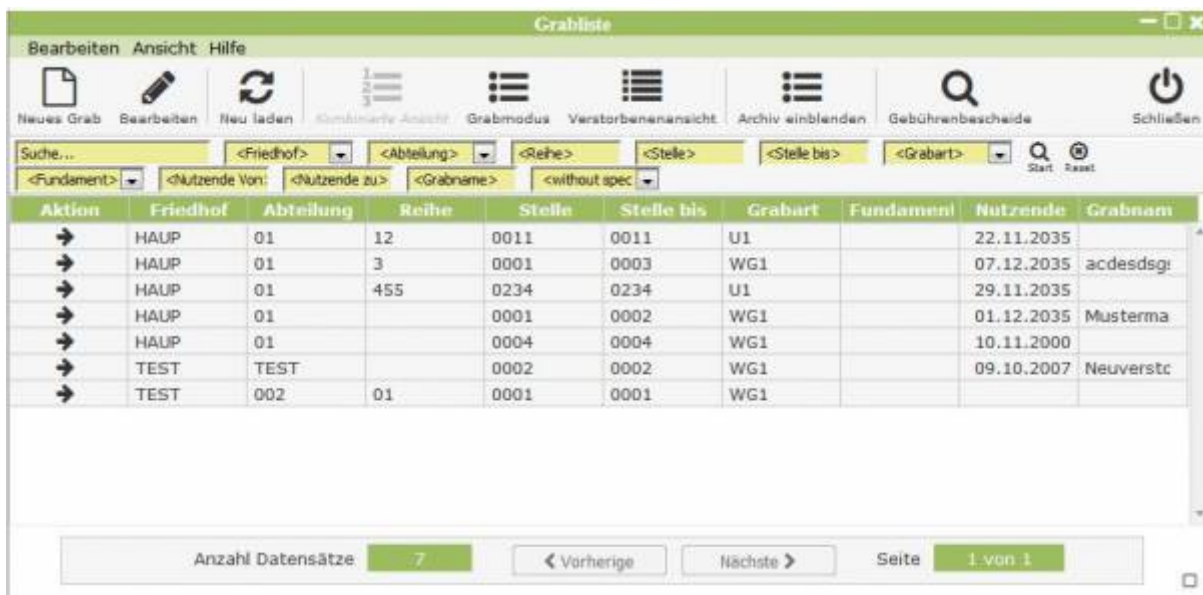 Grabliste
Bearbeiten Ansicht Hilfe
Neues Grab Bearbeiten Neu laden Kombinierte Ansicht Grabmodus Verstorbenenansicht Archiv einblenden Gebührenbescheide Schließen
Suche... <Friedhof> <Abteilung> <Reihe> <Stelle> <Stelle bis> <Grabart> Start Reset
<Fundament> <Nutzende Von: <Nutzende zu> <Grabname> <without spec
Aktion Friedhof Abteilung Reihe Stelle Stelle bis Grabart Fundament Nutzende Grabnam
HAUP 01 12 0011 0011 U1 22.11.2035
HAUP 01 3 0001 0003 WG1 07.12.2035 acdesdsg
HAUP 01 455 0234 0234 U1 29.11.2035
HAUP 01 0001 0002 WG1 01.12.2035 Musterma
HAUP 01 0004 0004 WG1 10.11.2000
TEST TEST 0002 0002 WG1 09.10.2007 Neuversto
TEST 002 01 0001 0001 WG1
Anzahl Datensätze 7 Vorherige Nächste Seite 1 von 1